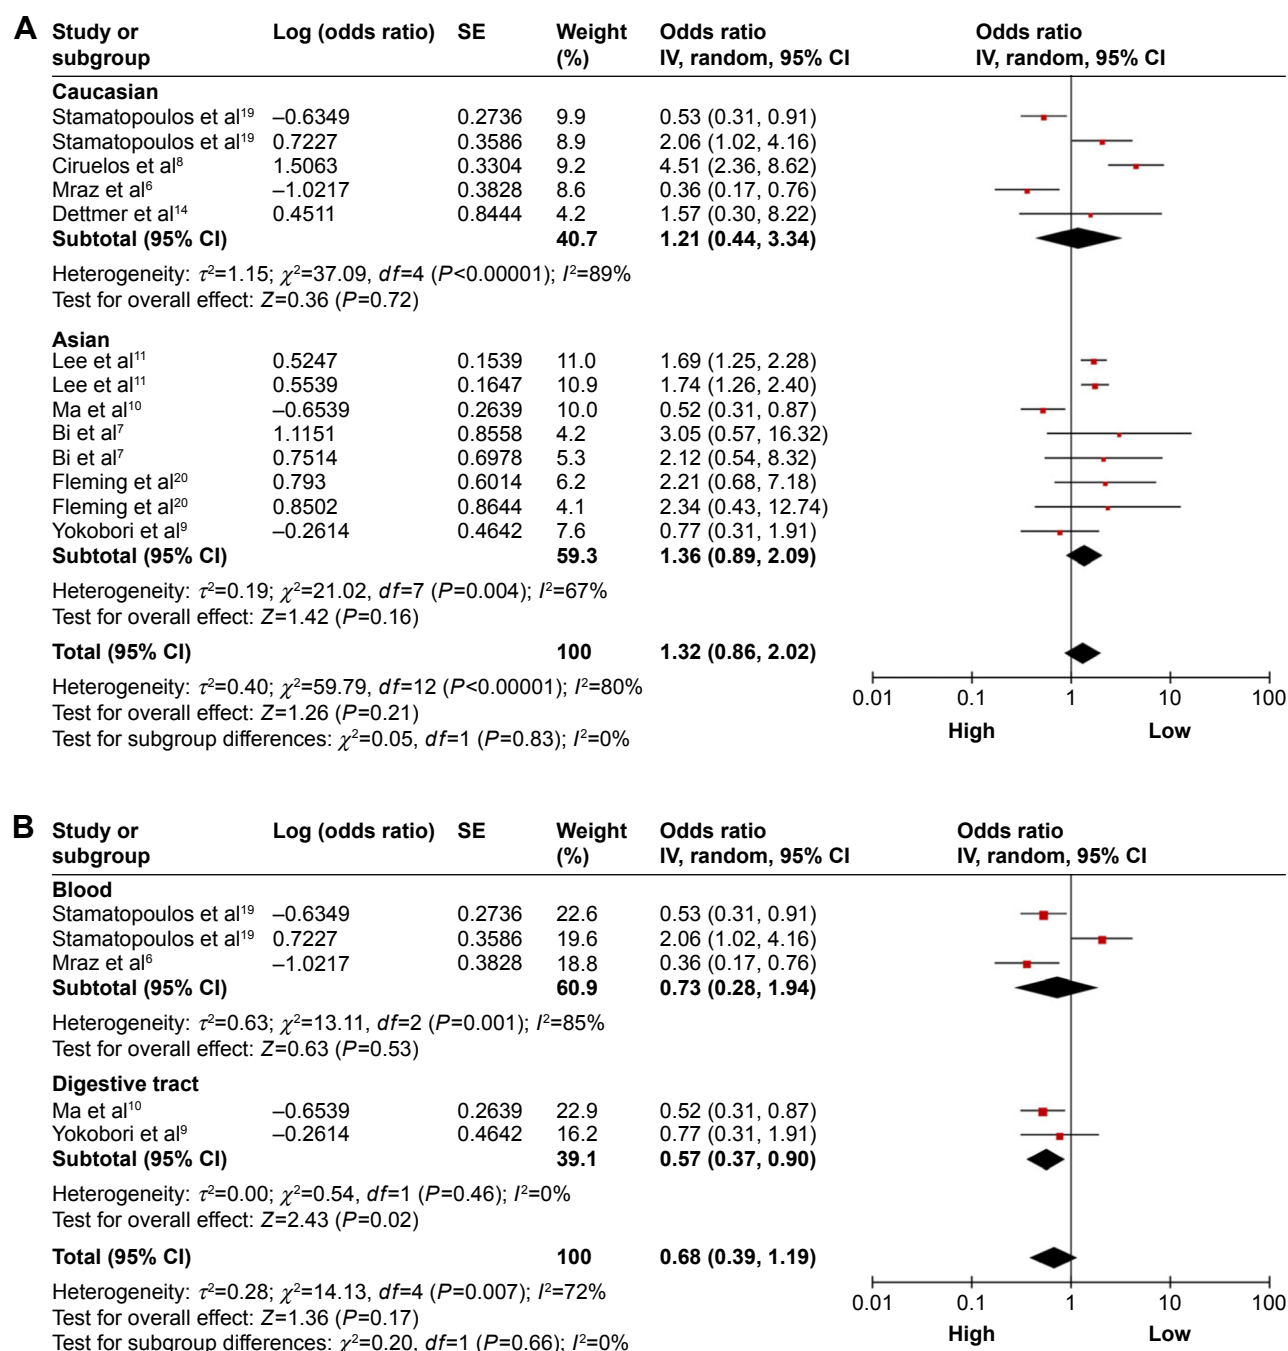 A Study or subgroup Log (odds ratio) SE Weight (%) Odds ratio IV, random, 95% CI Odds ratio IV, random, 95% CI
Caucasian
Stamatopoulos et al19 –0.6349 0.2736 9.9 0.53 (0.31, 0.91)
Stamatopoulos et al19 0.7227 0.3586 8.9 2.06 (1.02, 4.16)
Ciruelos et al8 1.5063 0.3304 9.2 4.51 (2.36, 8.62)
Mraz et al6 –1.0217 0.3828 8.6 0.36 (0.17, 0.76)
Dettmer et al14 0.4511 0.8444 4.2 1.57 (0.30, 8.22)
Subtotal (95% CI) 40.7 1.21 (0.44, 3.34)
Heterogeneity: τ2=1.15; χ2=37.09, df=4 (P<0.00001); I2=89%
Test for overall effect: Z=0.36 (P=0.72)
Asian
Lee et al11 0.5247 0.1539 11.0 1.69 (1.25, 2.28)
Lee et al11 0.5539 0.1647 10.9 1.74 (1.26, 2.40)
Ma et al10 –0.6539 0.2639 10.0 0.52 (0.31, 0.87)
Bi et al7 1.1151 0.8558 4.2 3.05 (0.57, 16.32)
Bi et al7 0.7514 0.6978 5.3 2.12 (0.54, 8.32)
Fleming et al20 0.793 0.6014 6.2 2.21 (0.68, 7.18)
Fleming et al20 0.8502 0.8644 4.1 2.34 (0.43, 12.74)
Yokobori et al9 –0.2614 0.4642 7.6 0.77 (0.31, 1.91)
Subtotal (95% CI) 59.3 1.36 (0.89, 2.09)
Heterogeneity: τ2=0.19; χ2=21.02, df=7 (P=0.004); I2=67%
Test for overall effect: Z=1.42 (P=0.16)
Total (95% CI) 100 1.32 (0.86, 2.02)
Heterogeneity: τ2=0.40; χ2=59.79, df=12 (P<0.00001); I2=80%
Test for overall effect: Z=1.26 (P=0.21)
Test for subgroup differences: χ2=0.05, df=1 (P=0.83); I2=0%
0.01 0.1 1 10 100
High Low
B Study or subgroup Log (odds ratio) SE Weight (%) Odds ratio IV, random, 95% CI Odds ratio IV, random, 95% CI
Blood
Stamatopoulos et al19 –0.6349 0.2736 22.6 0.53 (0.31, 0.91)
Stamatopoulos et al19 0.7227 0.3586 19.6 2.06 (1.02, 4.16)
Mraz et al6 –1.0217 0.3828 18.8 0.36 (0.17, 0.76)
Subtotal (95% CI) 60.9 0.73 (0.28, 1.94)
Heterogeneity: τ2=0.63; χ2=13.11, df=2 (P=0.001); I2=85%
Test for overall effect: Z=0.63 (P=0.53)
Digestive tract
Ma et al10 –0.6539 0.2639 22.9 0.52 (0.31, 0.87)
Yokobori et al9 –0.2614 0.4642 16.2 0.77 (0.31, 1.91)
Subtotal (95% CI) 39.1 0.57 (0.37, 0.90)
Heterogeneity: τ2=0.00; χ2=0.54, df=1 (P=0.46); I2=0%
Test for overall effect: Z=2.43 (P=0.02)
Total (95% CI) 100 0.68 (0.39, 1.19)
Heterogeneity: τ2=0.28; χ2=14.13, df=4 (P=0.007); I2=72%
Test for overall effect: Z=1.36 (P=0.17)
Test for subgroup differences: χ2=0.20, df=1 (P=0.66); I2=0%
0.01 0.1 1 10 100
High Low